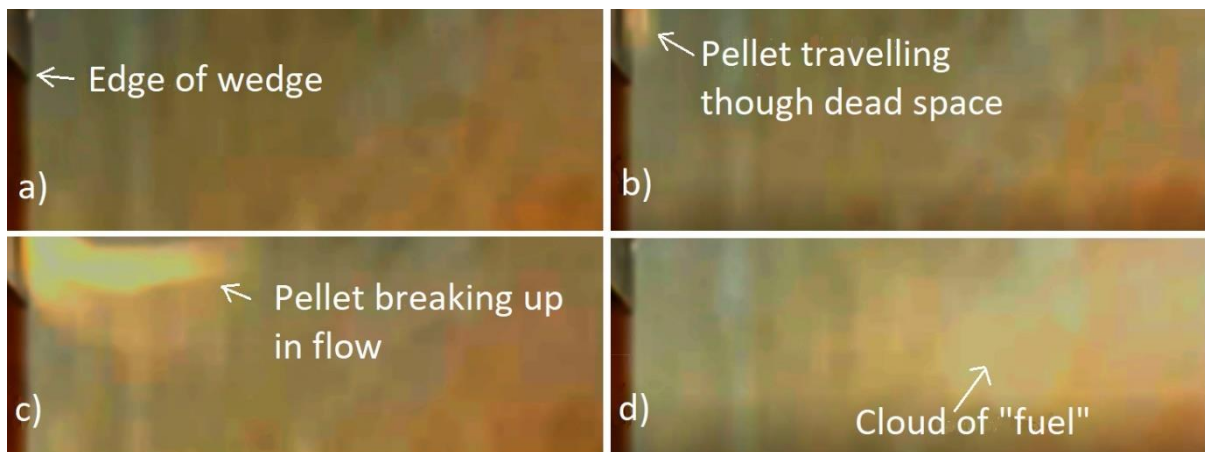 Edge of wedge
a)
Pellet travelling
though dead space
b)
Pellet breaking up
in flow
c)
Cloud of "fuel"
d)